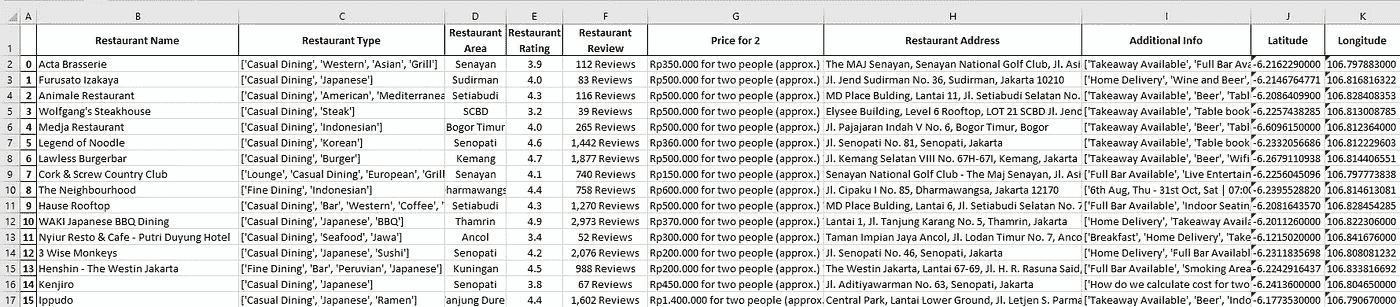 A B C D E F G H I J K
1 Restaurant Name Restaurant Type Restaurant Area Restaurant Rating Restaurant Review Price for 2 Restaurant Address Additional Info Latitude Longitude
2 0 Acta Brasserie ['Casual Dining', 'Western', 'Asian', 'Grill'] Senayan 3.9 112 Reviews Rp350.000 for two people (approx.) The MAJ Senayan, Senayan National Golf Club, Jl. Asi ['Takeaway Available', 'Full Bar Ava -6.2162290000 106.797883000
3 1 Furusato Izakaya ['Casual Dining', 'Japanese'] Sudirman 4.0 83 Reviews Rp500.000 for two people (approx.) Jl. Jend Sudirman No. 36, Sudirman, Jakarta 10210 ['Home Delivery', 'Wine and Beer', -6.2146764771 106.816816322
4 2 Animale Restaurant ['Casual Dining', 'American', 'Mediterranea Setiabudi 4.3 116 Reviews Rp500.000 for two people (approx.) MD Place Building, Lantai 11, Jl. Setiabudi Selatan No. ['Takeaway Available', 'Beer', 'Tabl -6.2086409900 106.828408353
5 3 Wolfgang's Steakhouse ['Casual Dining', 'Steak'] SCBD 3.2 39 Reviews Rp500.000 for two people (approx.) Elysee Building, Level 6 Rooftop, LOT 21 SCBD Jl. Jend ['Takeaway Available', 'Table book -6.2257438285 106.813008785
6 4 Medja Restaurant ['Casual Dining', 'Indonesian'] Bogor Timur 4.0 265 Reviews Rp500.000 for two people (approx.) Jl. Pajajaran Indah V No. 6, Bogor Timur, Bogor ['Takeaway Available', 'Beer', 'Tabl -6.6096150000 106.812364000
7 5 Legend of Noodle ['Casual Dining', 'Korean'] Senopati 4.6 1,442 Reviews Rp360.000 for two people (approx.) Jl. Senopati No. 81, Senopati, Jakarta ['Takeaway Available', 'Table book -6.2332056686 106.812229603
8 6 Lawless Burgerbar ['Casual Dining', 'Burger'] Kemang 4.7 1,877 Reviews Rp500.000 for two people (approx.) Jl. Kemang Selatan VIII No. 67H-67I, Kemang, Jakarta ['Takeaway Available', 'Beer', 'Wifi -6.2679110938 106.814406551
9 7 Cork & Screw Country Club ['Lounge', 'Casual Dining', 'European', 'Grill Senayan 4.1 740 Reviews Rp150.000 for two people (approx.) Senayan National Golf Club - The Maj Senayan, Jl. Asi ['Full Bar Available', 'Live Entertain -6.2256045096 106.797773838
10 8 The Neighbourhood ['Fine Dining', 'Indonesian'] harmawangs 4.4 758 Reviews Rp600.000 for two people (approx.) Jl. Cipaku I No. 85, Dharmawangsa, Jakarta 12170 ['6th Aug, Thu - 31st Oct, Sat | 07:00 -6.2395528820 106.814613081
11 9 Hause Rooftop ['Casual Dining', 'Bar', 'Western', 'Coffee', ' Setiabudi 4.3 1,270 Reviews Rp500.000 for two people (approx.) MD Place Building, Lantai 6, Jl. Setiabudi Selatan No. 7 ['Full Bar Available', 'Indoor Seatin -6.2081643570 106.828454285
12 10 WAKI Japanese BBQ Dining ['Casual Dining', 'Japanese', 'BBQ'] Thamrin 4.9 2,973 Reviews Rp370.000 for two people (approx.) Lantai 1, Jl. Tanjung Karang No. 5, Thamrin, Jakarta ['Home Delivery', 'Takeaway Availa -6.2011260000 106.822306000
13 11 Nyiur Resto & Cafe - Putri Duyung Hotel ['Casual Dining', 'Seafood', 'Jawa'] Ancol 3.4 52 Reviews Rp300.000 for two people (approx.) Taman Impian Jaya Ancol, Jl. Lodan Timur No. 7, Anco ['Breakfast', 'Home Delivery', 'Take -6.1215020000 106.841676000
14 12 3 Wise Monkeys ['Casual Dining', 'Japanese', 'Sushi'] Senopati 4.2 2,076 Reviews Rp200.000 for two people (approx.) Jl. Senopati No. 46, Senopati, Jakarta ['Home Delivery', 'Full Bar Availabl -6.2311835698 106.808081232
15 13 Henshin - The Westin Jakarta ['Fine Dining', 'Bar', 'Peruvian', 'Japanese'] Kuningan 4.5 988 Reviews Rp200.000 for two people (approx.) The Westin Jakarta, Lantai 67-69, Jl. H. R. Rasuna Said, ['Full Bar Available', 'Smoking Area -6.2242916437 106.833816692
16 14 Kenjiro ['Casual Dining', 'Japanese'] Senopati 3.8 67 Reviews Rp450.000 for two people (approx.) Jl. Adityawarman No. 63, Senopati, Jakarta ['How do we calculate cost for two -6.2367221064 106.805290170
17 15 Ippudo ['Casual Dining', 'Japanese', 'Ramen'] anjung Dure 4.4 1,602 Reviews Rp1.400.000 for two people (approx. Central Park, Lantai Lower Ground, Jl. Letjen S. Parma ['Takeaway Available', 'Beer', 'Indo